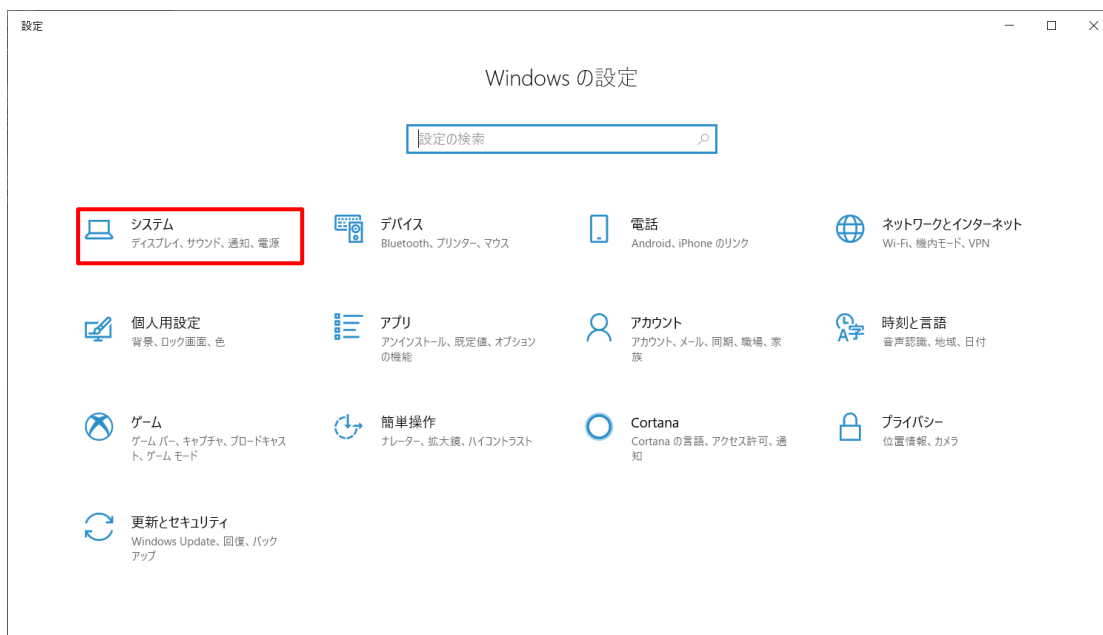 設定
Windows の設定
設定の検索
システム
ディスプレイ、サウンド、通知、電源
デバイス
Bluetooth、プリンター、マウス
電話
Android、iPhone のリンク
ネットワークとインターネット
Wi-Fi、機内モード、VPN
個人用設定
背景、ロック画面、色
アプリ
アンインストール、既定値、オプション
の機能
アカウント
アカウント、メール、同期、職場、家
族
時刻と言語
音声認識、地域、日付
ゲーム
ゲーム バー、キャプチャ、ブロードキャス
ト、ゲーム モード
簡単操作
ナレーター、拡大鏡、ハイコントラスト
Cortana
Cortana の言語、アクセス許可、通
知
プライバシー
位置情報、カメラ
更新とセキュリティ
Windows Update、回復、バック
アップ